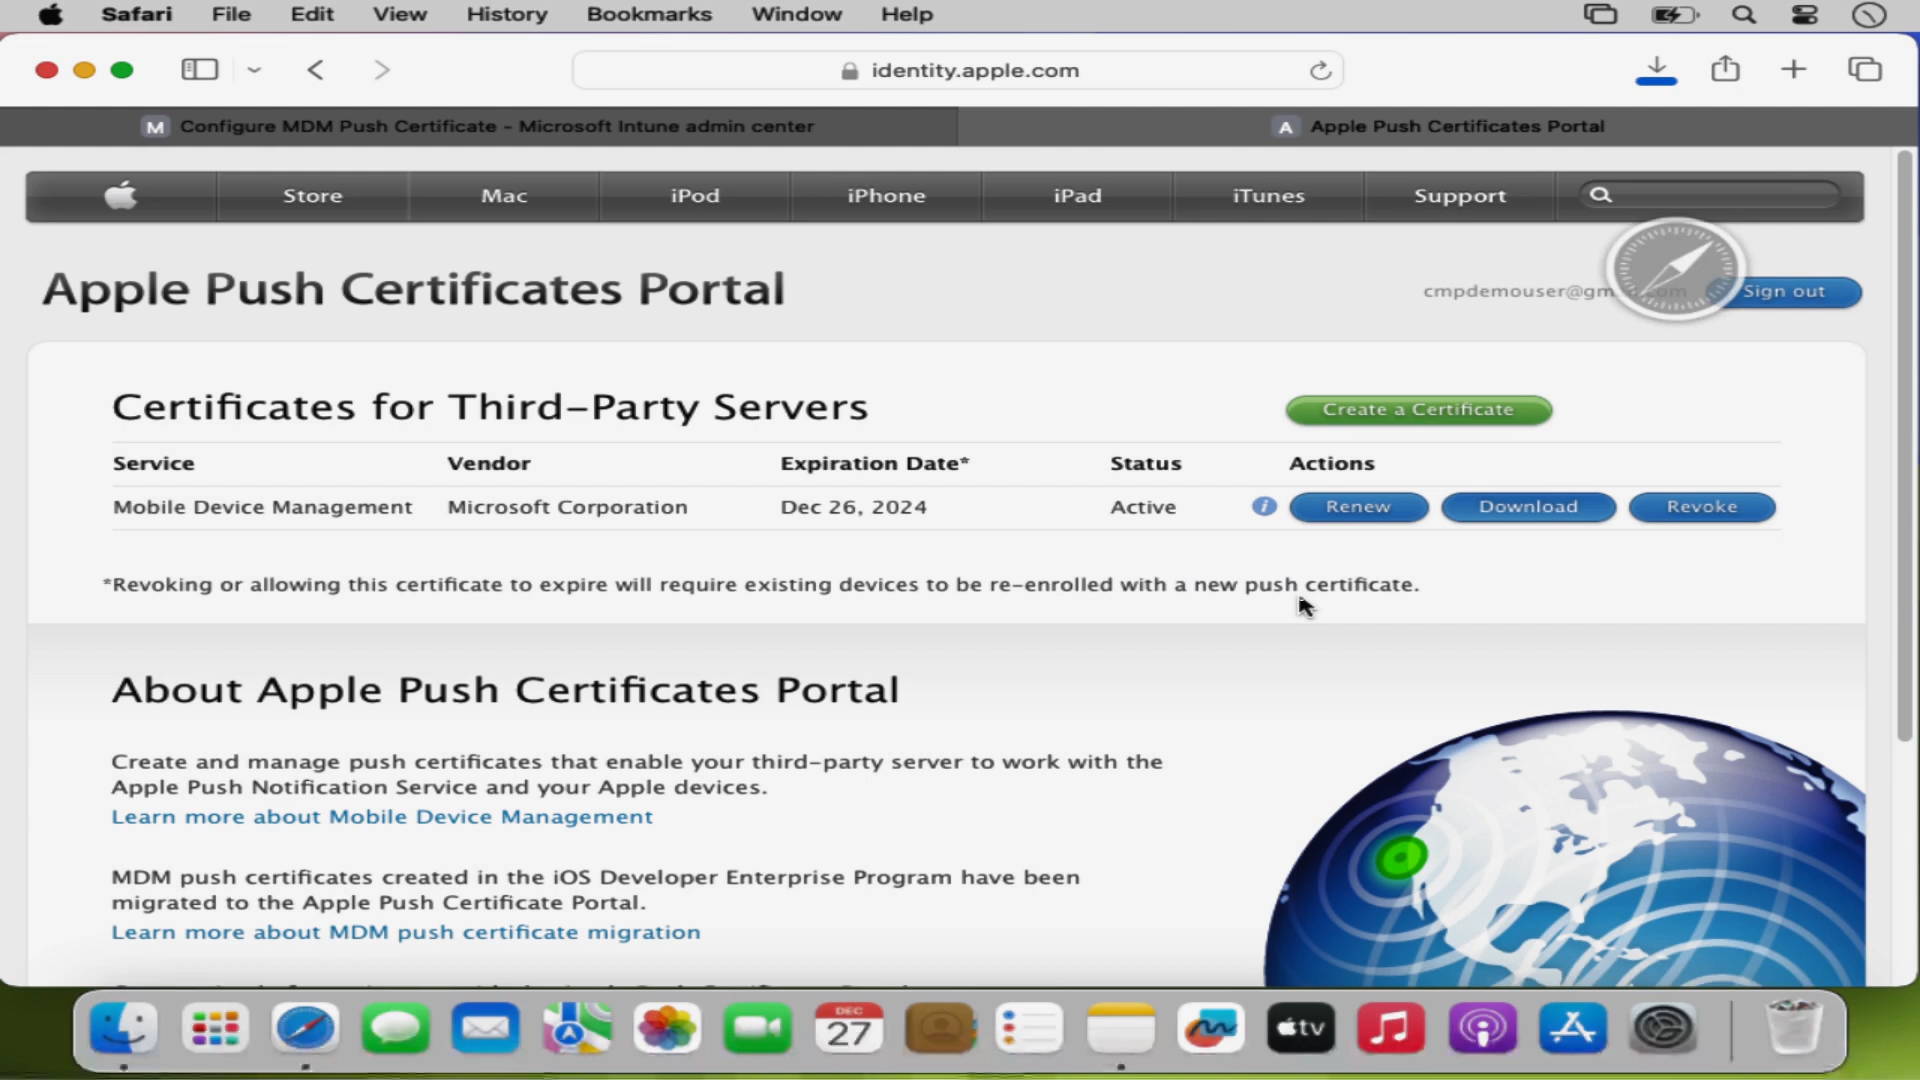 Safari File Edit View History Bookmarks Window Help
identity.apple.com
M Configure MDM Push Certificate - Microsoft Intune admin center
A Apple Push Certificates Portal
Store Mac iPod iPhone iPad iTunes Support
Apple Push Certificates Portal
cmpdemouser@gm
Sign out
Certificates for Third-Party Servers
Create a Certificate
Service Vendor Expiration Date* Status Actions
Mobile Device Management Microsoft Corporation Dec 26, 2024 Active i Renew Download Revoke
*Revoking or allowing this certificate to expire will require existing devices to be re-enrolled with a new push certificate.
About Apple Push Certificates Portal
Create and manage push certificates that enable your third-party server to work with the
Apple Push Notification Service and your Apple devices.
Learn more about Mobile Device Management
MDM push certificates created in the iOS Developer Enterprise Program have been
migrated to the Apple Push Certificate Portal.
Learn more about MDM push certificate migration
DEC
27
tv